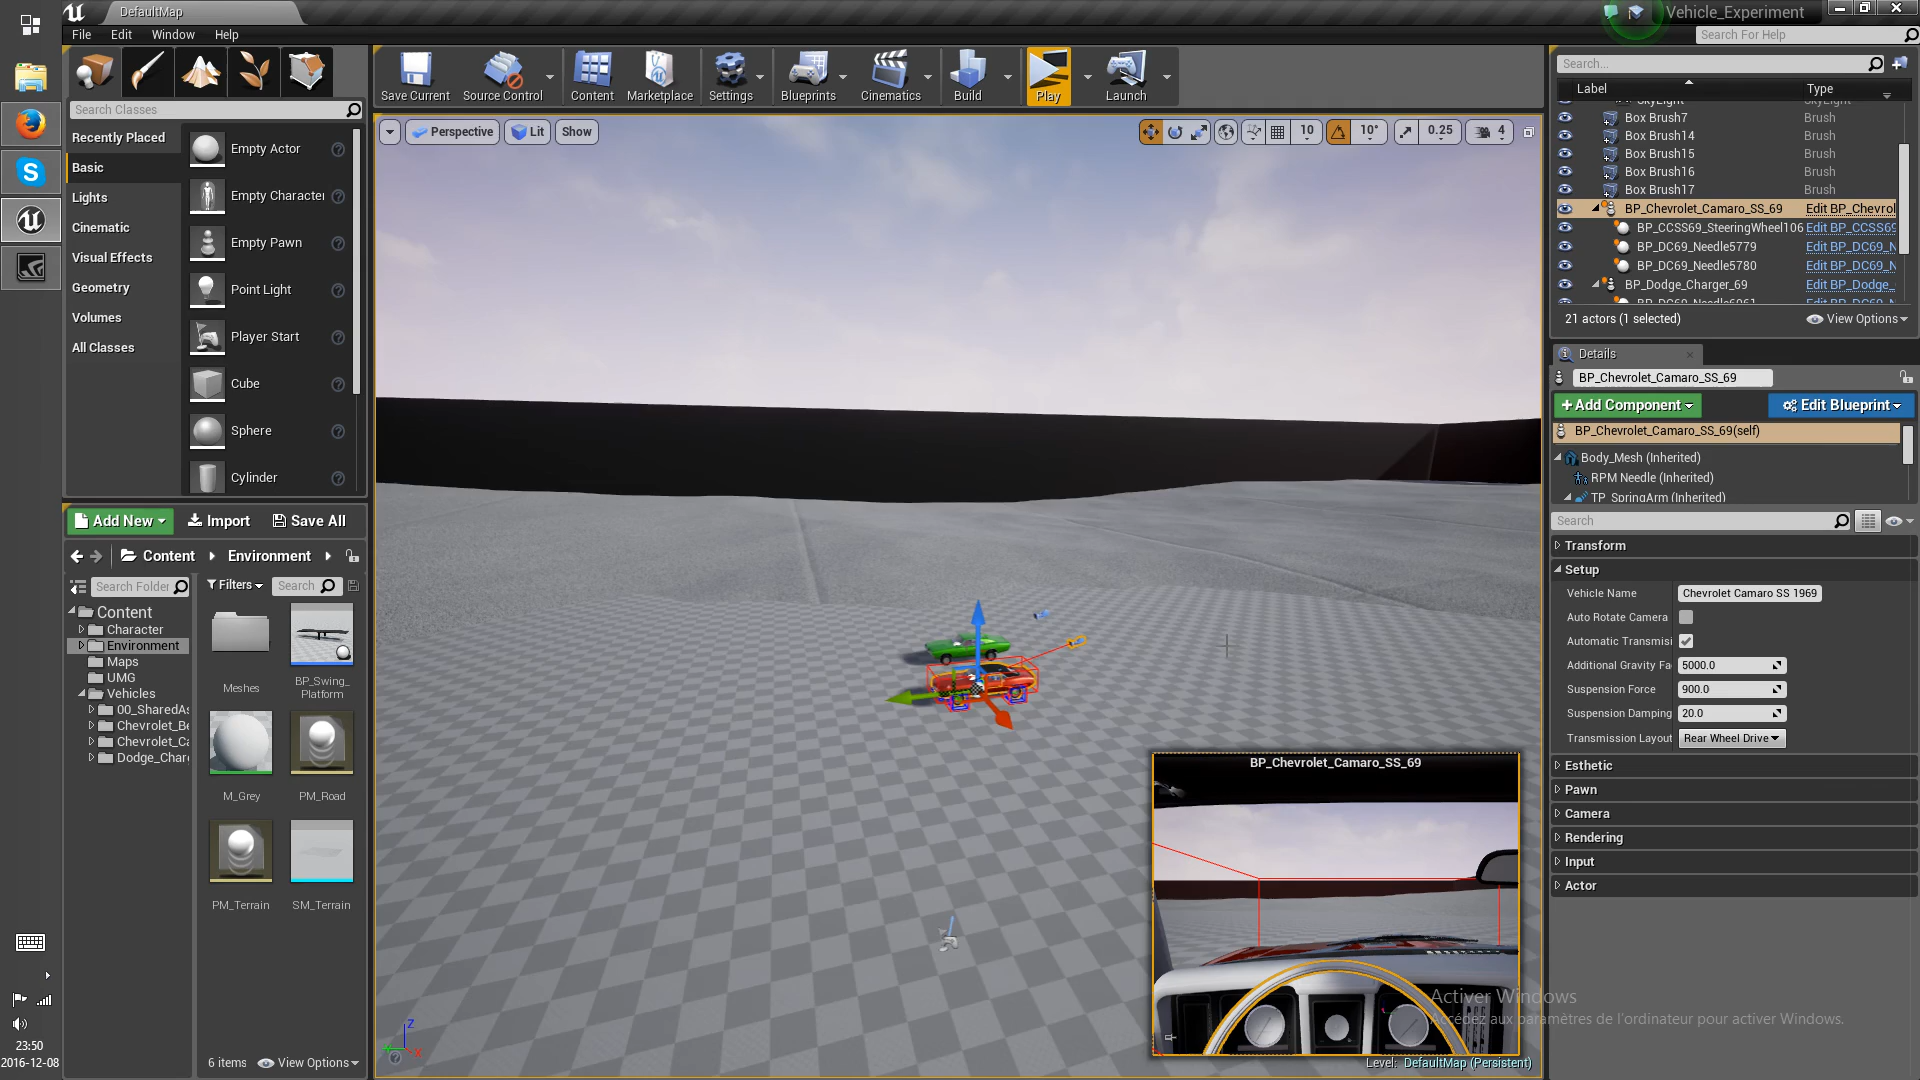 DefaultMap
Vehicle_Experiment
File Edit Window Help
Search For Help
Search Classes
Recently Placed
Basic
Lights
Cinematic
Visual Effects
Geometry
Volumes
All Classes
Empty Actor
Empty Character
Empty Pawn
Point Light
Player Start
Cube
Sphere
Cylinder
Save Current
Source Control
Content
Marketplace
Settings
Blueprints
Cinematics
Build
Play
Launch
Perspective Lit Show
10 10° 0.25 4
Search...
Label Type
SkyLight
Box Brush7 Brush
Box Brush14 Brush
Box Brush15 Brush
Box Brush16 Brush
Box Brush17 Brush
BP_Chevrolet_Camaro_SS_69 Edit BP_Chevrol
BP_CCSS69_SteeringWheel106 Edit BP_CCSS69
BP_DC69_Needle5779 Edit BP_DC69_N
BP_DC69_Needle5780 Edit BP_DC69_N
BP_Dodge_Charger_69 Edit BP_Dodge_
21 actors (1 selected) View Options
Details
BP_Chevrolet_Camaro_SS_69
+Add Component Edit Blueprint
BP_Chevrolet_Camaro_SS_69(self)
Body_Mesh (Inherited)
RPM Needle (Inherited)
TP_SpringArm (Inherited)
Search
Transform
Setup
Vehicle Name Chevrolet Camaro SS 1969
Auto Rotate Camera
Automatic Transmissi
Additional Gravity Fa 5000.0
Suspension Force 900.0
Suspension Damping 20.0
Transmission Layout Rear Wheel Drive
Esthetic
Pawn
Camera
Rendering
Input
Actor
Add New Import Save All
Content Environment
Search Folder Filters Search
Content
Character
Environment
Maps
UMG
Vehicles
00_SharedAs
Chevrolet_Be
Chevrolet_Ca
Dodge_Charg
Meshes
BP_Swing_
Platform
M_Grey
PM_Road
PM_Terrain
SM_Terrain
6 items View Options
BP_Chevrolet_Camaro_SS_69
Activer Windows
Accédez aux paramètres de l'ordinateur pour activer Windows.
Level: DefaultMap (Persistent)
Z
X
23:50
2016-12-08